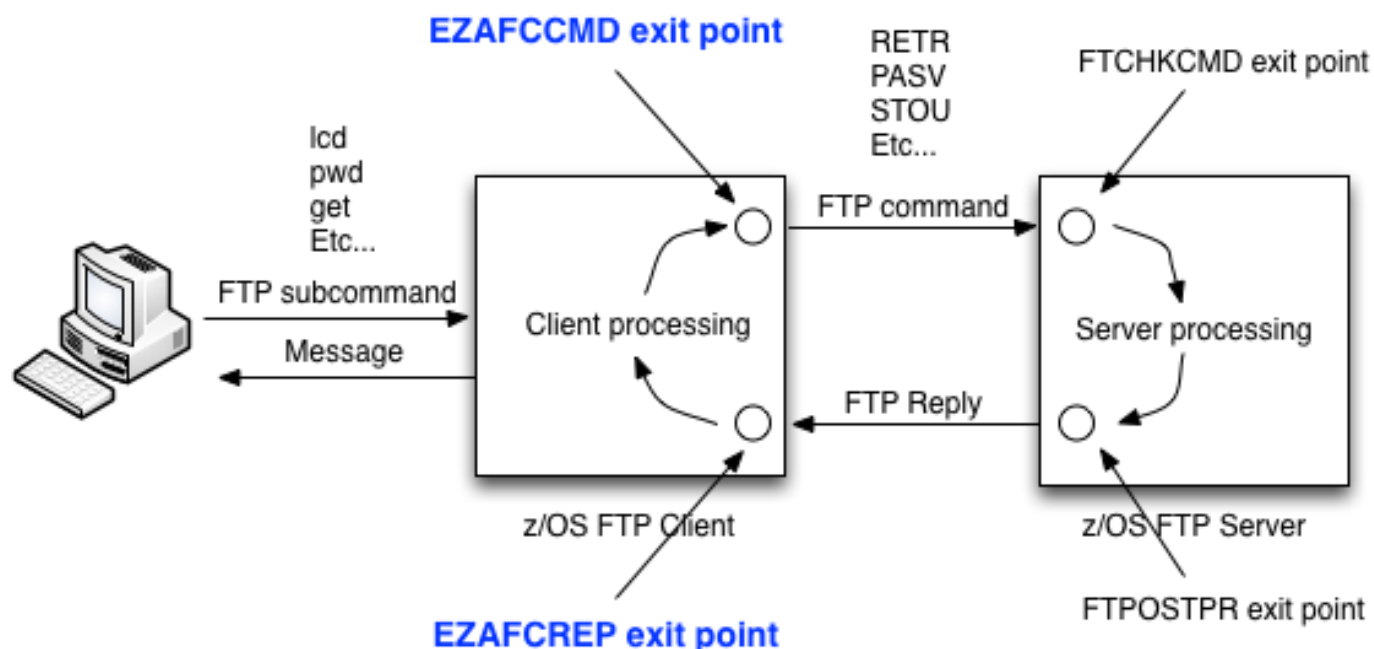 EZAFCCMD exit point
RETR
PASV
STOU
Etc...
FTCHKCMD exit point
lcd
pwd
get
Etc...
FTP subcommand
Message
Client processing
FTP command
FTP Reply
Server processing
z/OS FTP Client
z/OS FTP Server
EZAFCREP exit point
FTPOSTPR exit point